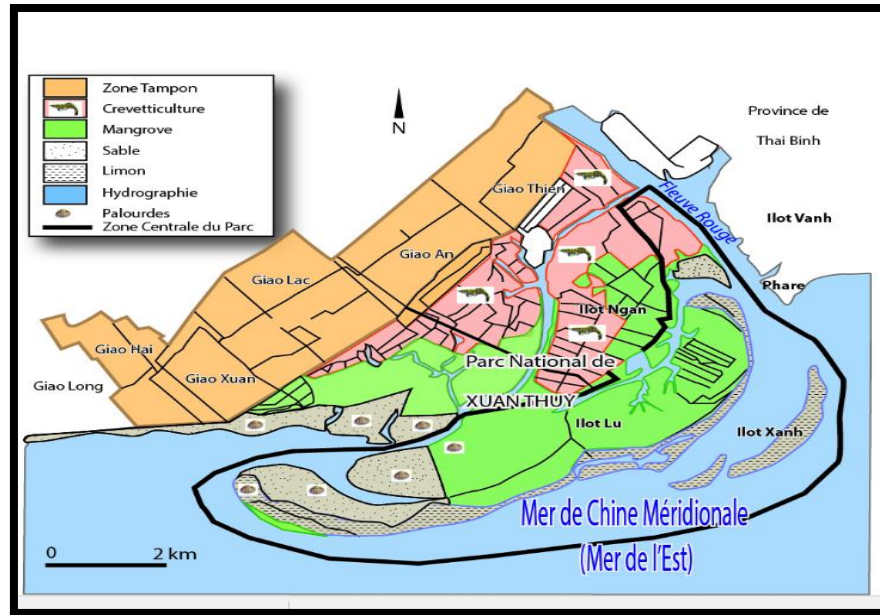 Zone Tampon
Crevetticulture
Mangrove
Sable
Limon
Hydrographie
Palourdes
Zone Centrale du Parc
N
Province de
Thai Binh
Fleuve Rouge
Ilot Vanh
Phare
Giao Thien
Giao An
Giao Lac
Giao Hai
Giao Long
Giao Xuan
Ilot Ngan
Parc National de
XUAN THUY
Ilot Lu
Ilot Xanh
Mer de Chine Méridionale
(Mer de l'Est)
0 2 km